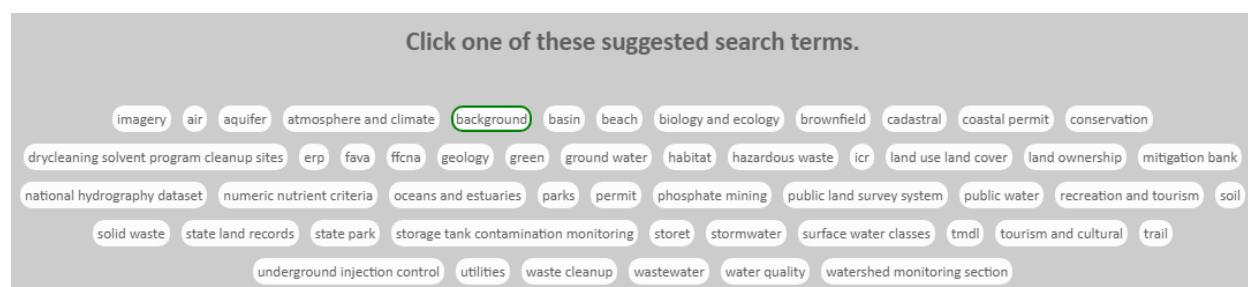 Click one of these suggested search terms.
imagery air aquifer atmosphere and climate background basin beach biology and ecology brownfield cadastral coastal permit conservation
drycleaning solvent program cleanup sites erp fava ffcna geology green ground water habitat hazardous waste icr land use land cover land ownership mitigation bank
national hydrography dataset numeric nutrient criteria oceans and estuaries parks permit phosphate mining public land survey system public water recreation and tourism soil
solid waste state land records state park storage tank contamination monitoring storet stormwater surface water classes tmdl tourism and cultural trail
underground injection control utilities waste cleanup wastewater water quality watershed monitoring section